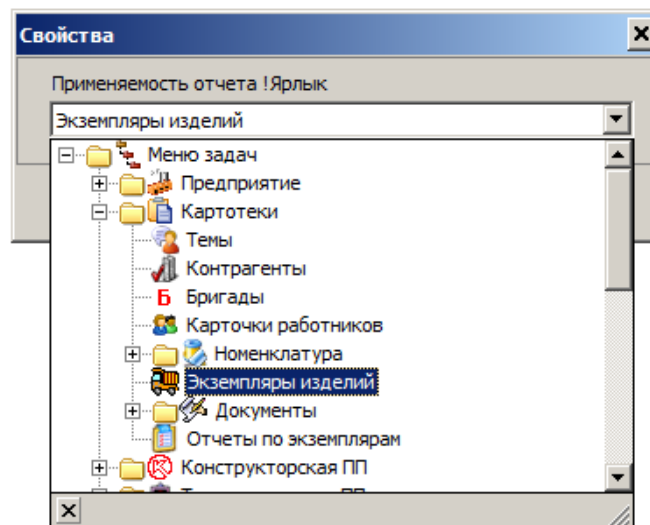 Свойства
Применяемость отчета !Ярлык
Экземпляры изделий
Меню задач
Предприятие
Картотеки
Темы
Контрагенты
Б Бригады
Карточки работников
Номенклатура
Экземпляры изделий
Документы
Отчеты по экземплярам
Конструкторская ПП